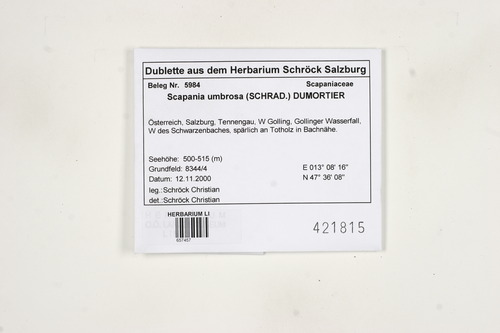 Dublette aus dem Herbarium Schröck Salzburg
Beleg Nr. 5984 Scapaniaceae
Scapania umbrosa (SCHRAD.) DUMORTIER
Österreich, Salzburg, Tennengau, W Golling, Gollinger Wasserfall,
W des Schwarzenbaches, spärlich an Totholz in Bachnähe.
Seehöhe: 500-515 (m)
Grundfeld: 8344/4 E 013° 08' 16"
Datum: 12.11.2000 N 47° 36' 08"
leg.:Schröck Christian
det.:Schröck Christian
HERBARIUM LI
657457
421815